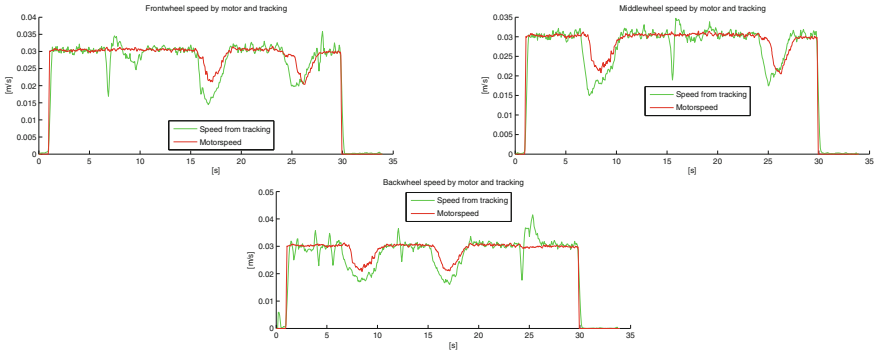 Frontwheel speed by motor and tracking
0.04
0.035
0.03
0.025
0.02
0.015
0.01
0.005
0
[m/s]
0 5 10 15 20 25 30 35
[s]
Speed from tracking
Motorspeed
Middlewheel speed by motor and tracking
0.035
0.03
0.025
0.02
0.015
0.01
0.005
0
[m/s]
0 5 10 15 20 25 30 35
[s]
Speed from tracking
Motorspeed
Backwheel speed by motor and tracking
0.05
0.04
0.03
0.02
0.01
0
[m/s]
0 5 10 15 20 25 30 35
[s]
Speed from tracking
Motorspeed